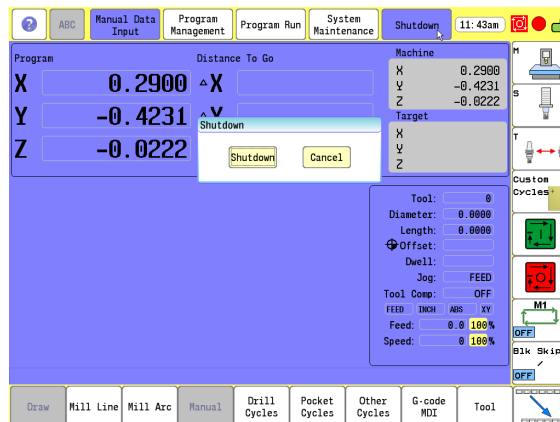 ?
ABC
Manual Data
Input
Program
Management
Program Run
System
Maintenance
Shutdown
11:43am
Program
Distance To Go
Machine
X 0.2900
Y -0.4231
Z -0.0222
X 0.2900 △X
Y -0.4231 △Y
Z -0.0222
Target
X
Y
Z
Shutdown
Shutdown
Cancel
Tool: 0
Diameter: 0.0000
Length: 0.0000
Offset:
Dwell:
Jog: FEED
Tool Comp: OFF
FEED INCH ABS XY
Feed: 0.0 100%
Speed: 0 100%
M
S
T
Custom
Cycles
I
O
M1
OFF
Blk Skip
/
OFF
Draw
Mill Line
Mill Arc
Manual
Drill
Cycles
Pocket
Cycles
Other
Cycles
G-code
MDI
Tool